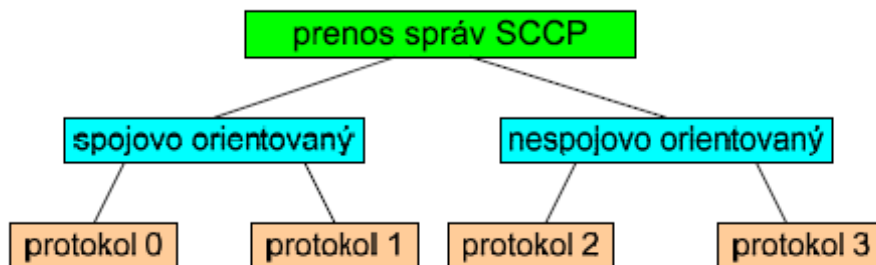 prenos správ SCCP
spojovo orientovaný
nespojovo orientovaný
protokol 0
protokol 1
protokol 2
protokol 3